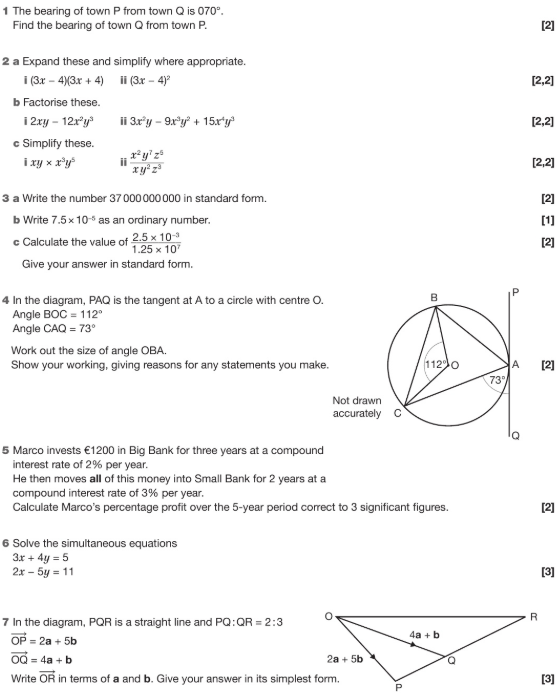 1 The bearing of town P from town Q is 070°.
Find the bearing of town Q from town P. [2]
2 a Expand these and simplify where appropriate.
i (3x – 4)(3x + 4) ii (3x – 4)² [2,2]
b Factorise these.
i 2xy – 12x²y³ ii 3x²y – 9x³y² + 15x⁴y³ [2,2]
c Simplify these.
i xy × x³y⁵ ii x² y⁷ z⁵ / x y² z³ [2,2]
3 a Write the number 37 000 000 000 in standard form. [2]
b Write 7.5 × 10⁻⁵ as an ordinary number. [1]
c Calculate the value of 2.5 × 10⁻³ / 1.25 × 10⁷ [2]
Give your answer in standard form.
4 In the diagram, PAQ is the tangent at A to a circle with centre O.
Angle BOC = 112°
Angle CAQ = 73°
Work out the size of angle OBA.
Show your working, giving reasons for any statements you make. [2]
P
B
112° O
A
73°
Not drawn
accurately
C
Q
5 Marco invests €1200 in Big Bank for three years at a compound
interest rate of 2% per year.
He then moves all of this money into Small Bank for 2 years at a
compound interest rate of 3% per year.
Calculate Marco's percentage profit over the 5-year period correct to 3 significant figures. [2]
6 Solve the simultaneous equations
3x + 4y = 5
2x – 5y = 11 [3]
7 In the diagram, PQR is a straight line and PQ : QR = 2 : 3
OP = 2a + 5b
OQ = 4a + b
Write OR in terms of a and b. Give your answer in its simplest form. [3]
O
R
4a + b
2a + 5b
Q
P